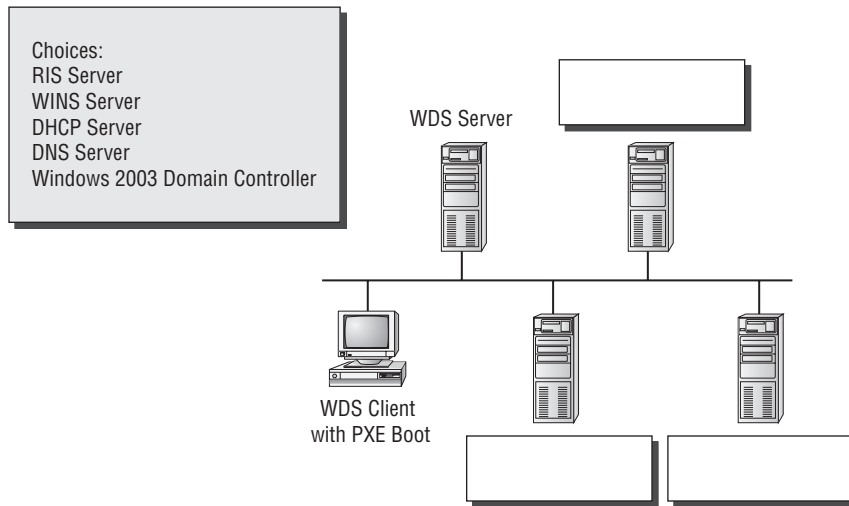 Choices:
RIS Server
WINS Server
DHCP Server
DNS Server
Windows 2003 Domain Controller
WDS Server
WDS Client
with PXE Boot